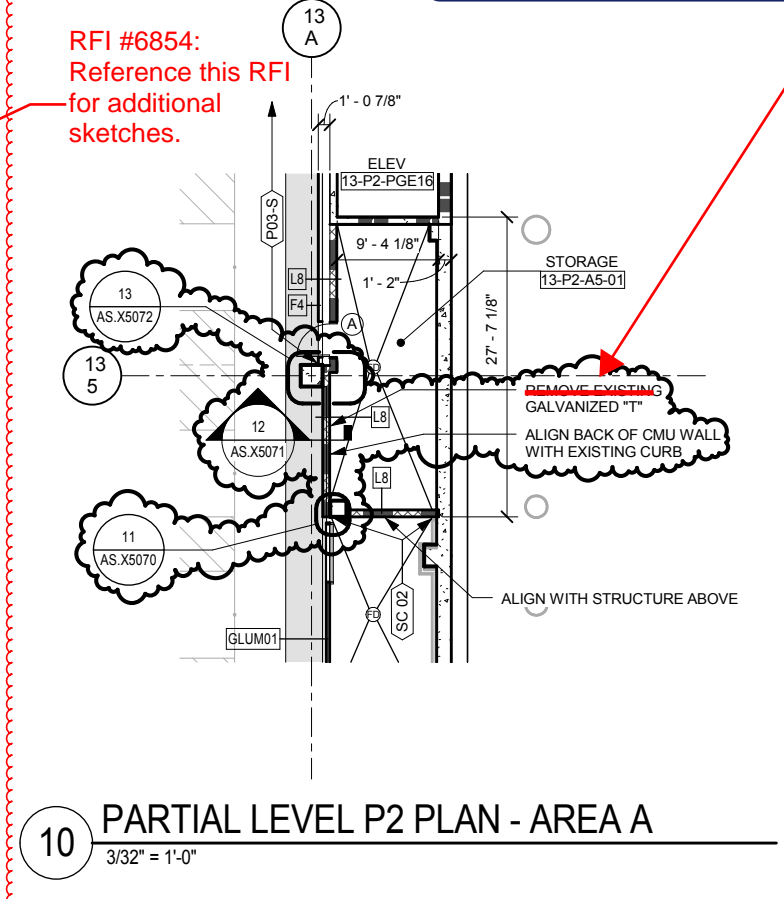 13
A
RFI #6854:
Reference this RFI
for additional
sketches.
1' - 0 7/8"
ELEV
13-P2-PGE16
P03-S
9' - 4 1/8"
1' - 2"
STORAGE
13-P2-A5-01
27' - 7 1/8"
L8
F4
13
AS.X5072
A
13
5
REMOVE EXISTING
GALVANIZED "T"
L8
12
AS.X5071
ALIGN BACK OF CMU WALL
WITH EXISTING CURB
L8
11
AS.X5070
SC 02
ALIGN WITH STRUCTURE ABOVE
FD
GLUM01
10
PARTIAL LEVEL P2 PLAN - AREA A
3/32" = 1'-0"